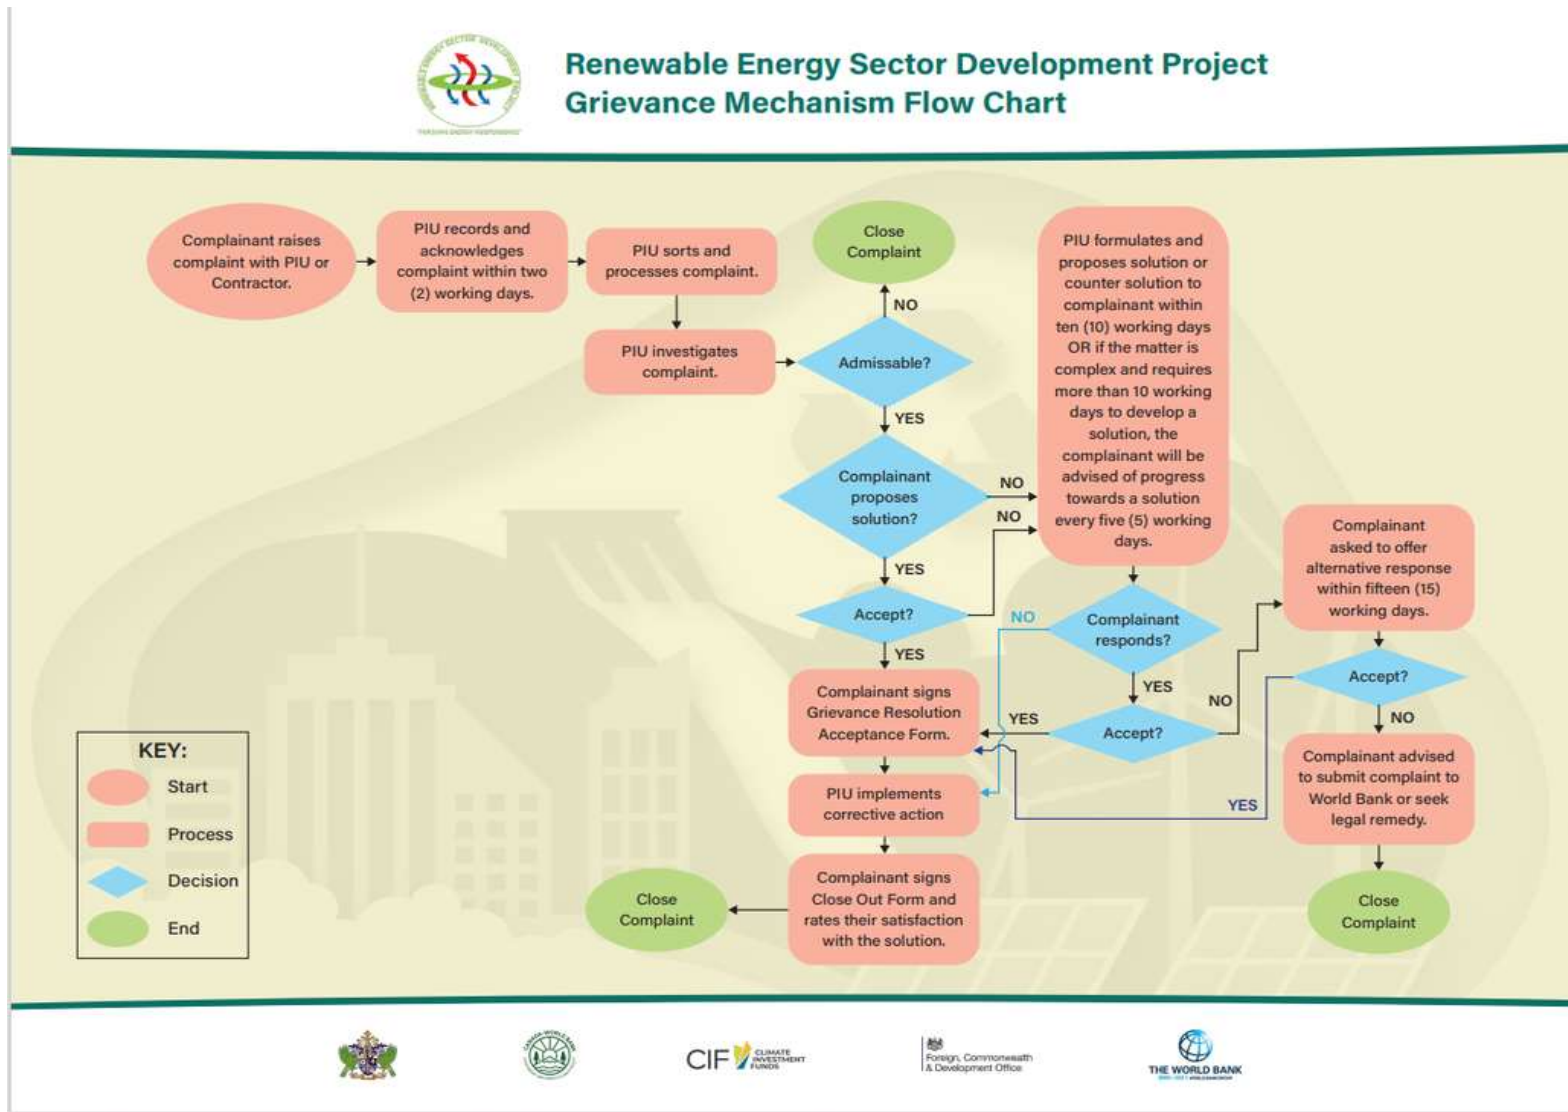 Renewable Energy Sector Development Project
Grievance Mechanism Flow Chart
RENEWABLE ENERGY SECTOR DEVELOPMENT PROJECT
Complainant raises
complaint with PIU or
Contractor.
PIU records and
acknowledges
complaint within two
(2) working days.
PIU sorts and
processes complaint.
PIU investigates
complaint.
Close
Complaint
NO
Admissable?
YES
Complainant
proposes
solution?
NO
NO
YES
Accept?
YES
PIU formulates and
proposes solution or
counter solution to
complainant within
ten (10) working days
OR if the matter is
complex and requires
more than 10 working
days to develop a
solution, the
complainant will be
advised of progress
towards a solution
every five (5) working
days.
NO
Complainant
responds?
YES
Accept?
YES
NO
Complainant
asked to offer
alternative response
within fifteen (15)
working days.
Accept?
NO
YES
Complainant advised
to submit complaint to
World Bank or seek
legal remedy.
Close
Complaint
Complainant signs
Grievance Resolution
Acceptance Form.
PIU implements
corrective action
Complainant signs
Close Out Form and
rates their satisfaction
with the solution.
Close
Complaint
KEY:
Start
Process
Decision
End
CANADA-WORLD BANK
CIF
CLIMATE
INVESTMENT
FUNDS
Foreign, Commonwealth
& Development Office
THE WORLD BANK